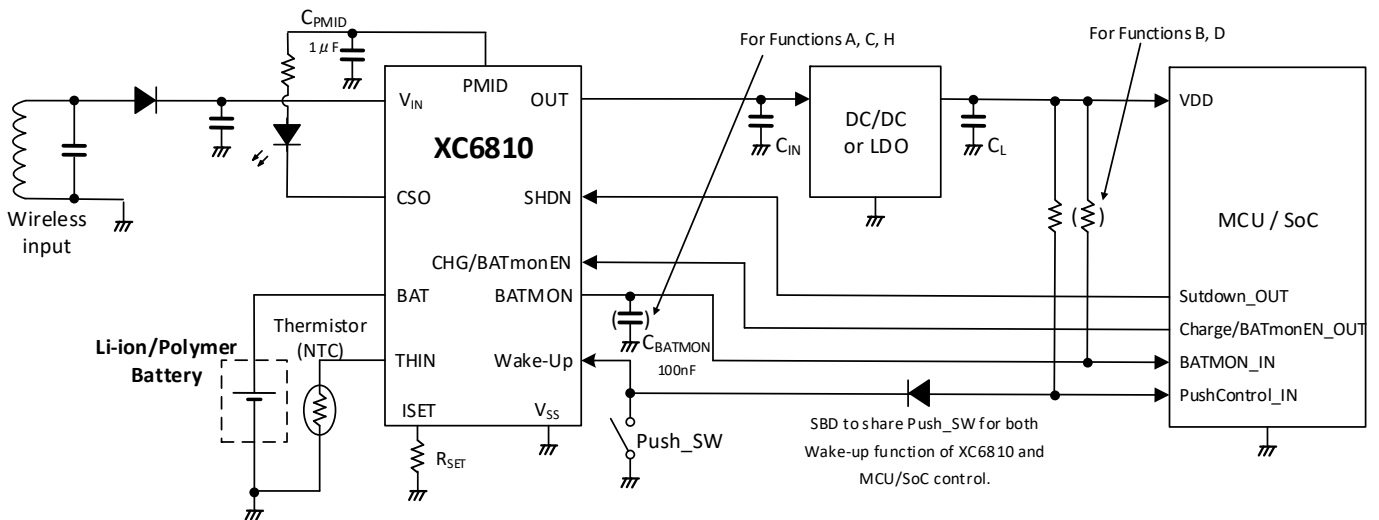 CPMID
1μF
For Functions A, C, H
For Functions B, D
VIN
PMID
OUT
XC6810
CIN
DC/DC
or LDO
CL
VDD
CSO
SHDN
MCU / SoC
Wireless
input
CHG/BATmonEN
BAT
BATMON
Sutdown_OUT
Thermistor
(NTC)
( )
( )
Charge/BATmonEN_OUT
Li-ion/Polymer
Battery
THIN
Wake-Up
CBATMON
100nF
BATMON_IN
PushControl_IN
ISET
VSS
RSET
Push_SW
SBD to share Push_SW for both
Wake-up function of XC6810 and
MCU/SoC control.